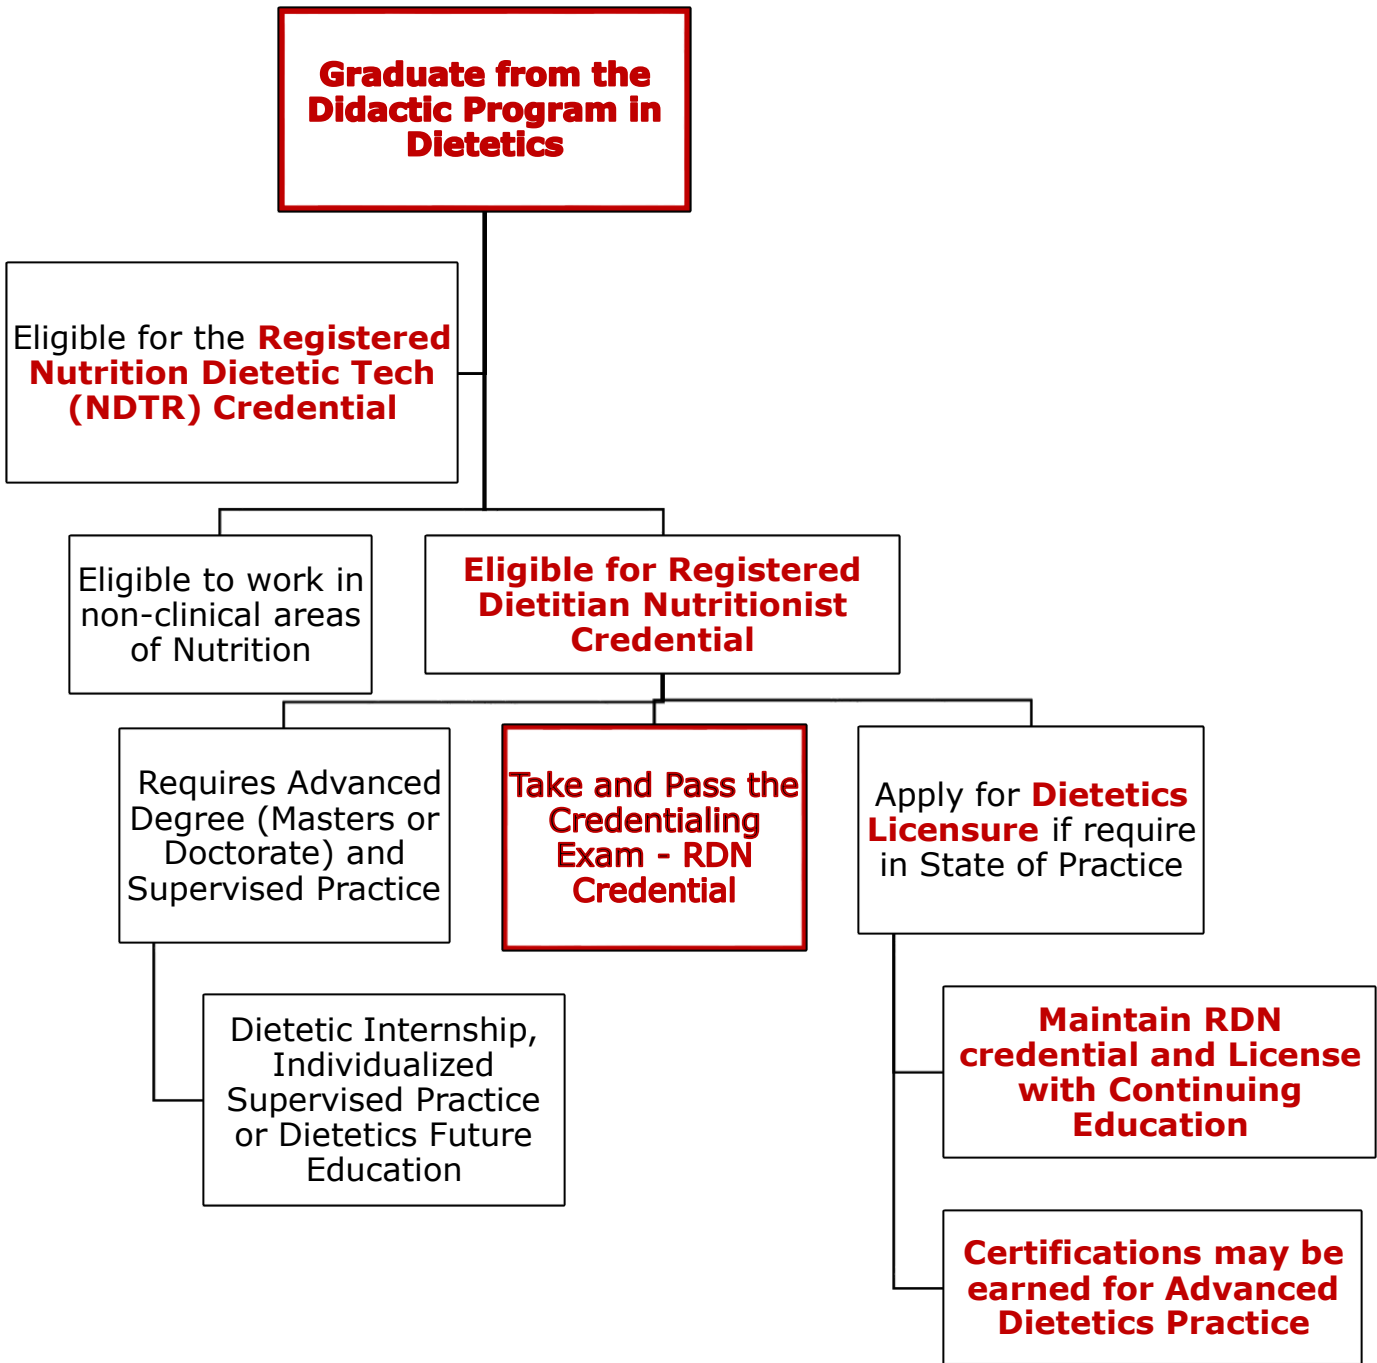 Graduate from the
Didactic Program in
Dietetics
Eligible for the Registered
Nutrition Dietetic Tech
(NDTR) Credential
Eligible to work in
non-clinical areas
of Nutrition
Eligible for Registered
Dietitian Nutritionist
Credential
Requires Advanced
Degree (Masters or
Doctorate) and
Supervised Practice
Take and Pass the
Credentialing
Exam - RDN
Credential
Apply for Dietetics
Licensure if require
in State of Practice
Dietetic Internship,
Individualized
Supervised Practice
or Dietetics Future
Education
Maintain RDN
credential and License
with Continuing
Education
Certifications may be
earned for Advanced
Dietetics Practice